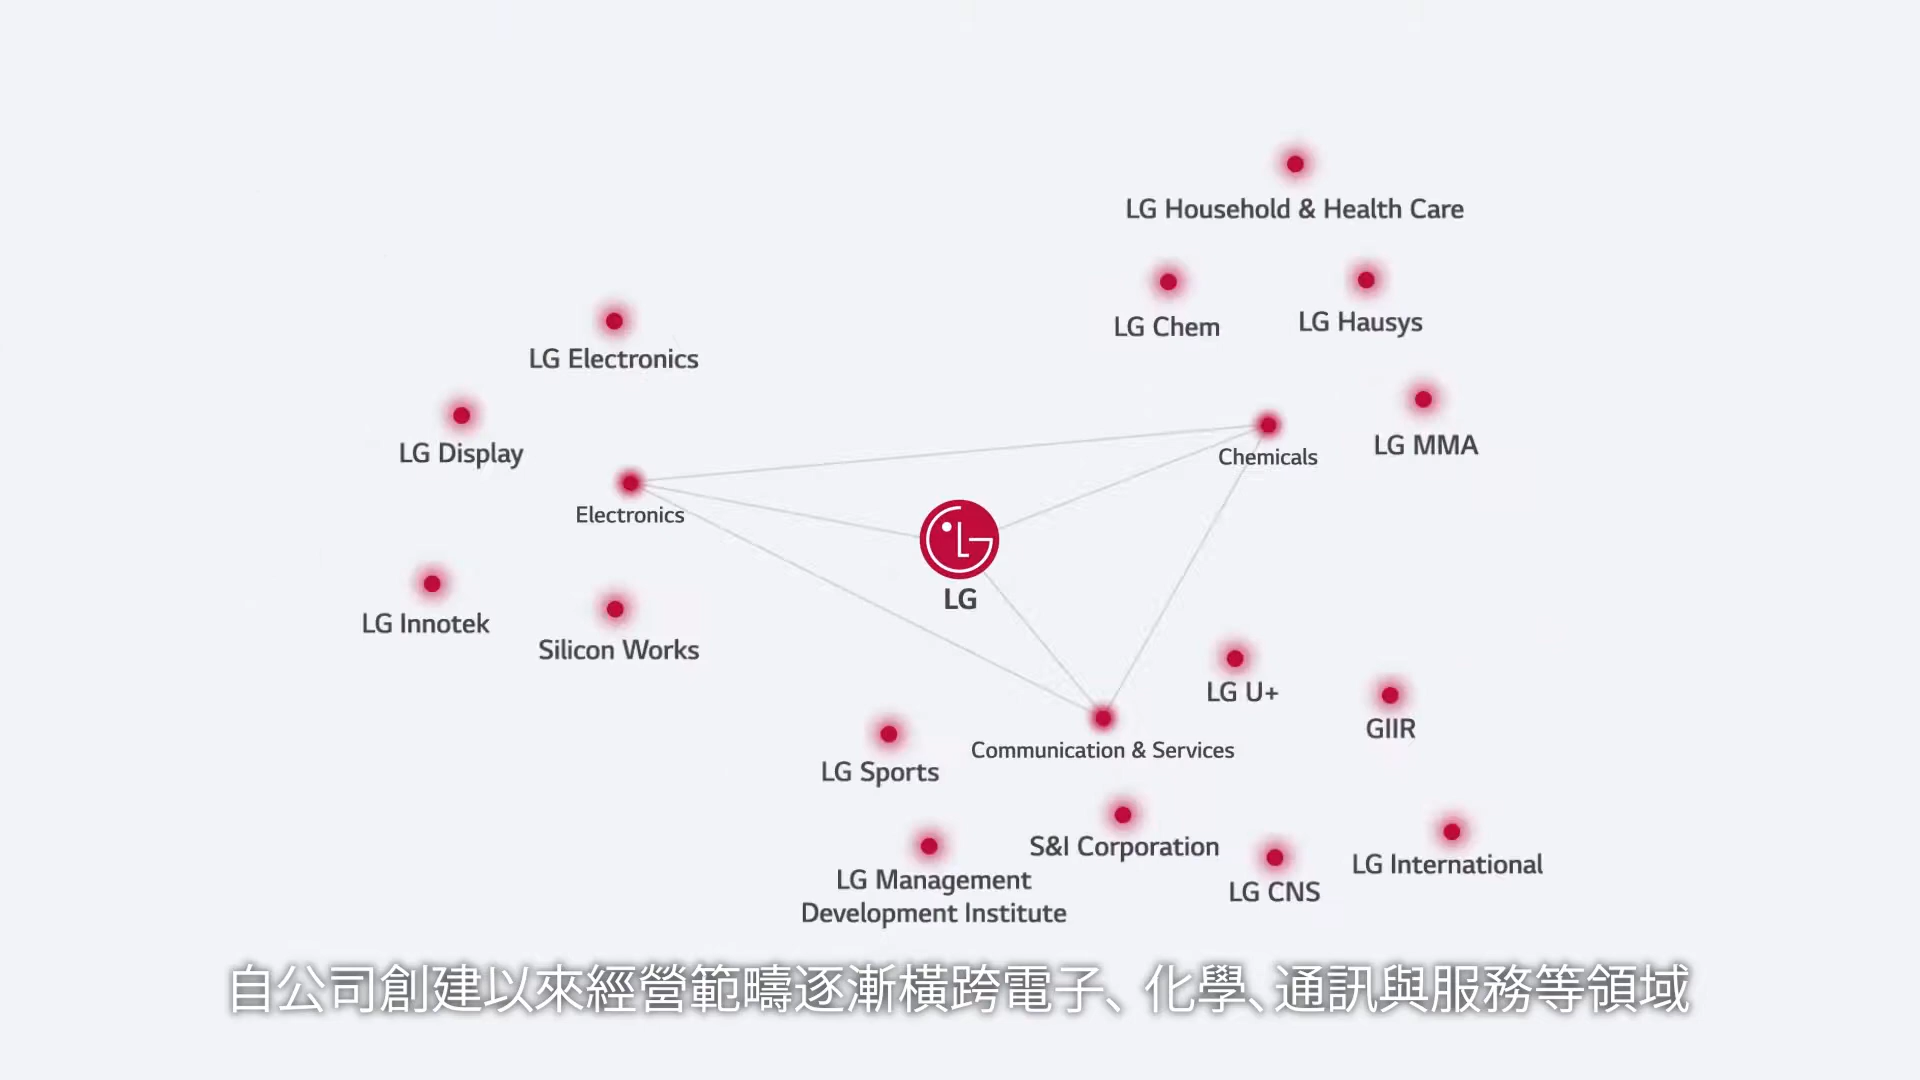 LG Household & Health Care
LG Chem
LG Hausys
LG Electronics
LG MMA
LG Display
Chemicals
Electronics
LG
LG Innotek
Silicon Works
LG U+
GIIR
Communication & Services
LG Sports
S&I Corporation
LG International
LG Management
Development Institute
LG CNS
自公司創建以來經營範疇逐漸橫跨電子、化學、通訊與服務等領域